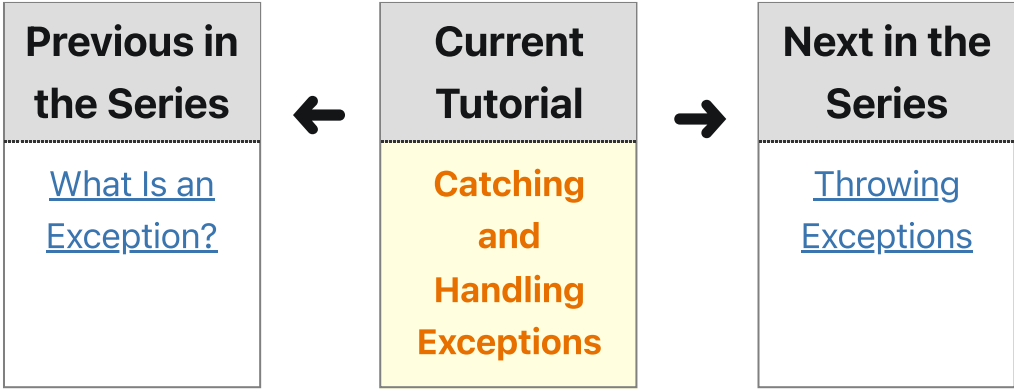 Previous in
the Series
What Is an
Exception?
Current
Tutorial
Catching
and
Handling
Exceptions
Next in the
Series
Throwing
Exceptions